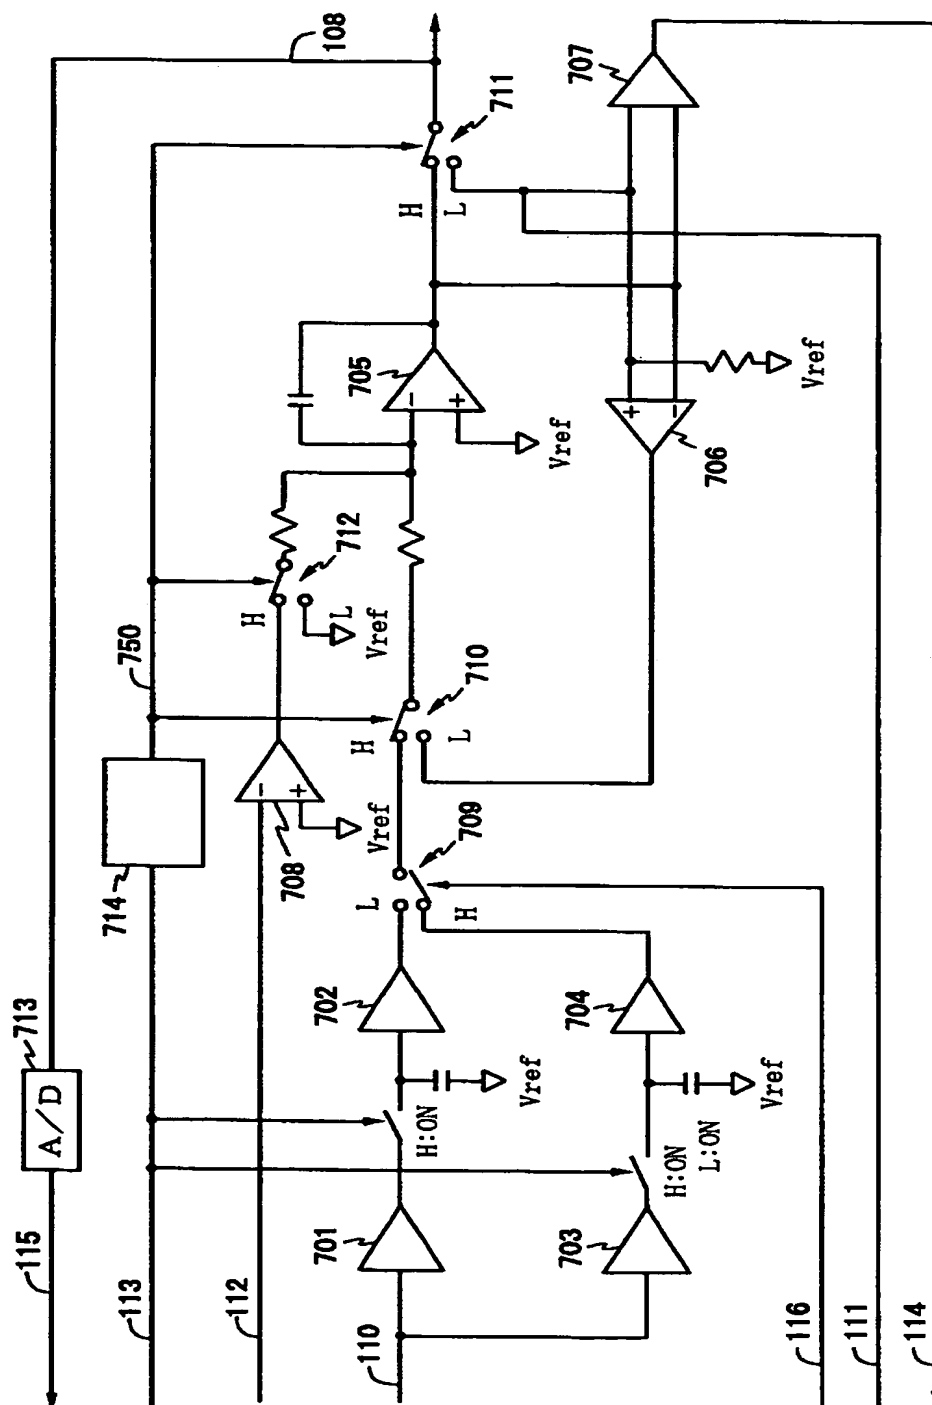 115
A/D
713
108
113
714
750
112
708
−
+
Vref
H
L
Vref
712
110
701
H:ON
Vref
702
L
H
709
H
L
710
−
+
705
Vref
H
L
711
703
H:ON
L:ON
Vref
704
706
+
−
Vref
707
116
111
114